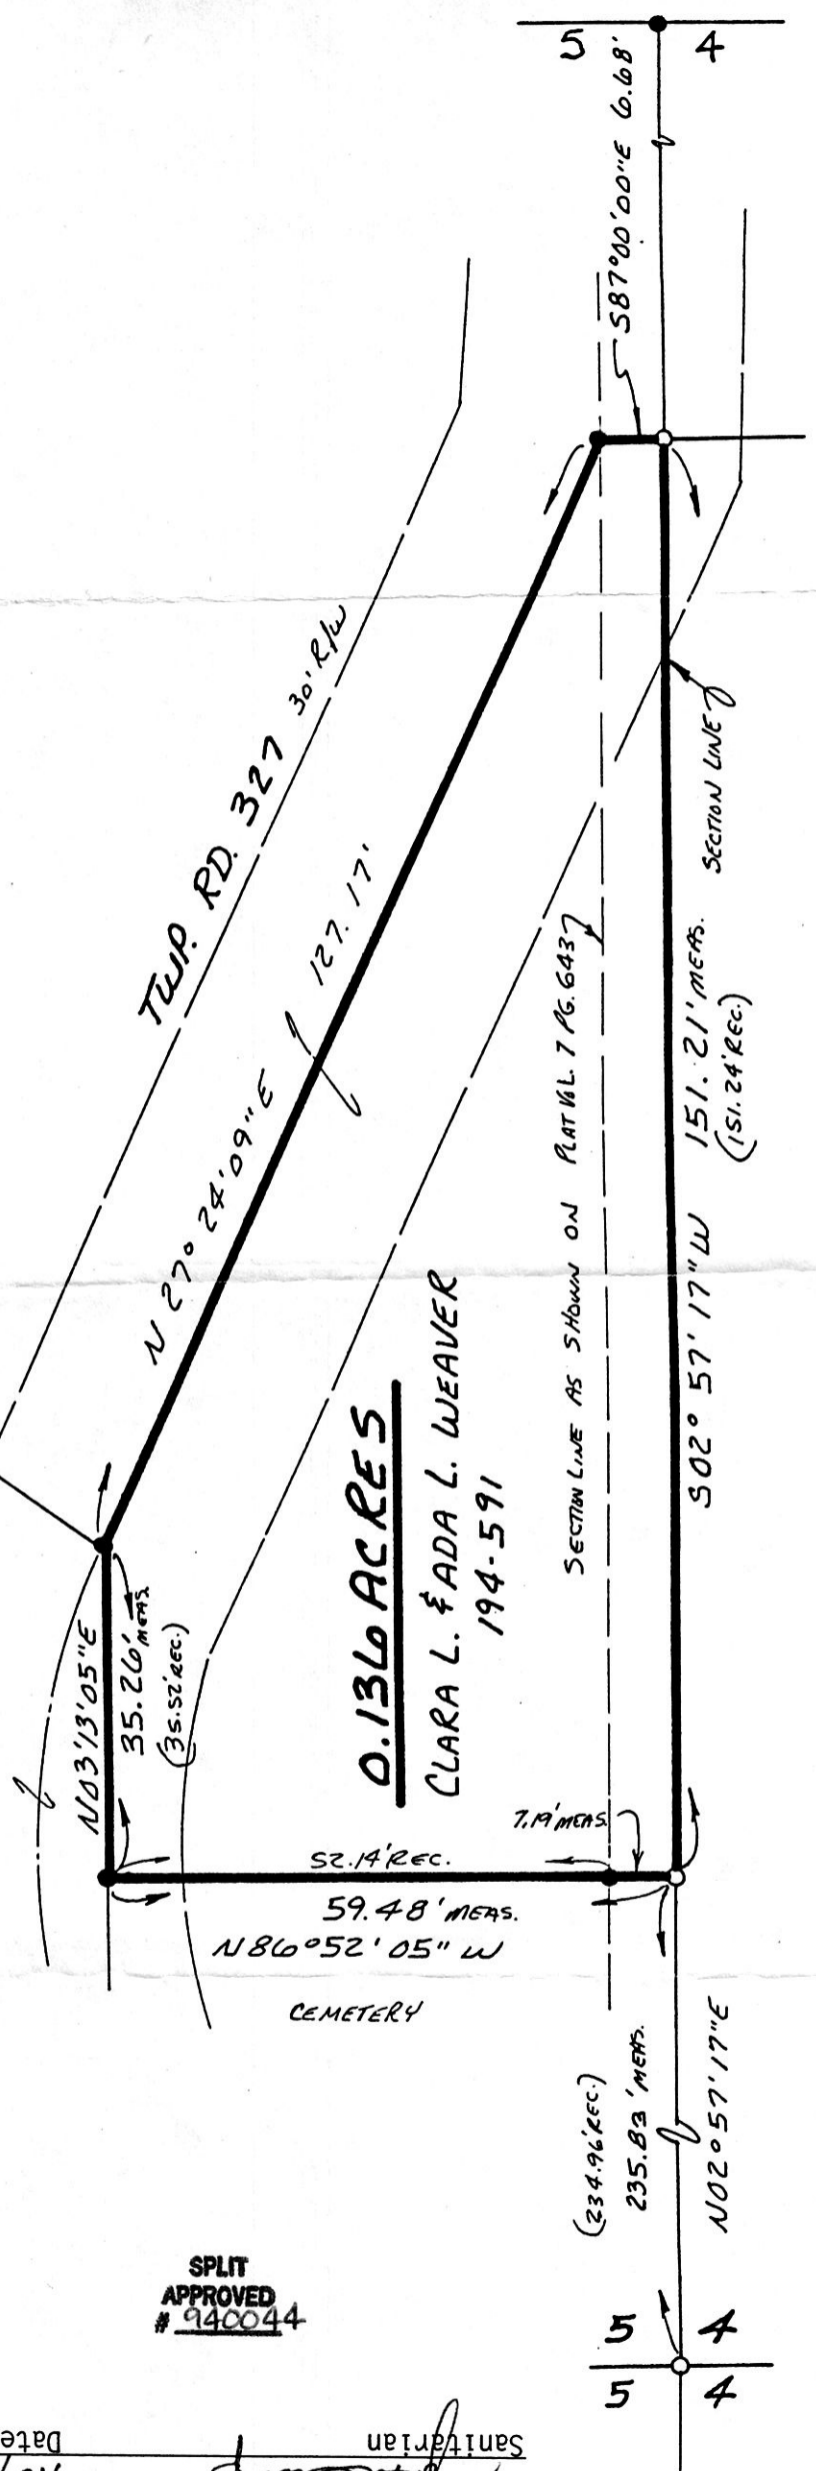 5 4
S87°00'00"E 6.68'
30' R/W
TWP. RD. 327
SECTION LINE
127.17'
N 27° 24' 09" E
PLAT VOL. 7 PG. 6437
SECTION LINE AS SHOWN ON
151.21' MEAS.
(151.24' REC.)
S02° 57' 17" W
0.136 ACRES
CLARA L. & ADA L. WEAVER
194-591
N03°13'05"E
35.26' MEAS.
(35.52' REC.)
7.19' MEAS.
52.14' REC.
59.48' MEAS.
N86°52'05" W
CEMETERY
(234.96' REC.)
235.83' MEAS.
N02°57'17"E
SPLIT
APPROVED
# 940044
5 4
5 4
Sanitarian Date